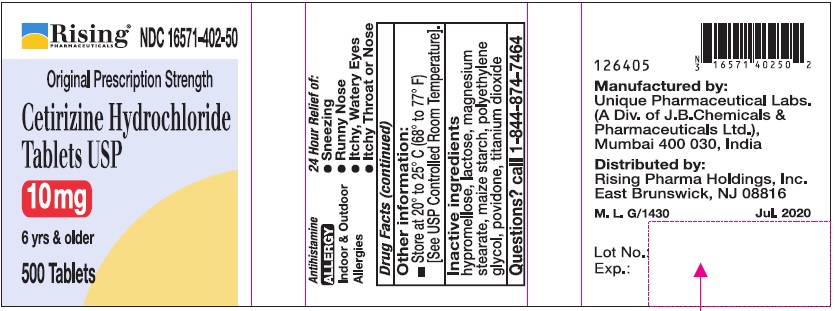 Rising® NDC 16571-402-50
PHARMACEUTICALS
Original Prescription Strength
Cetirizine Hydrochloride
Tablets USP
10 mg
6 yrs & older
500 Tablets
Antihistamine
ALLERGY
Indoor & Outdoor
Allergies
24 Hour Relief of:
• Sneezing
• Runny Nose
• Itchy, Watery Eyes
• Itchy Throat or Nose
Drug Facts (continued)
Other information:
■ Store at 20° to 25° C (68° to 77° F)
[See USP Controlled Room Temperature].
Inactive ingredients
hypromellose, lactose, magnesium
stearate, maize starch, polyethylene
glycol, povidone, titanium dioxide
Questions? call 1-844-874-7464
126405
N
3 16571 40250 2
Manufactured by:
Unique Pharmaceutical Labs.
(A Div. of J.B.Chemicals &
Pharmaceuticals Ltd.),
Mumbai 400 030, India
Distributed by:
Rising Pharma Holdings, Inc.
East Brunswick, NJ 08816
M. L. G/1430 Jul. 2020
Lot No.:
Exp.: